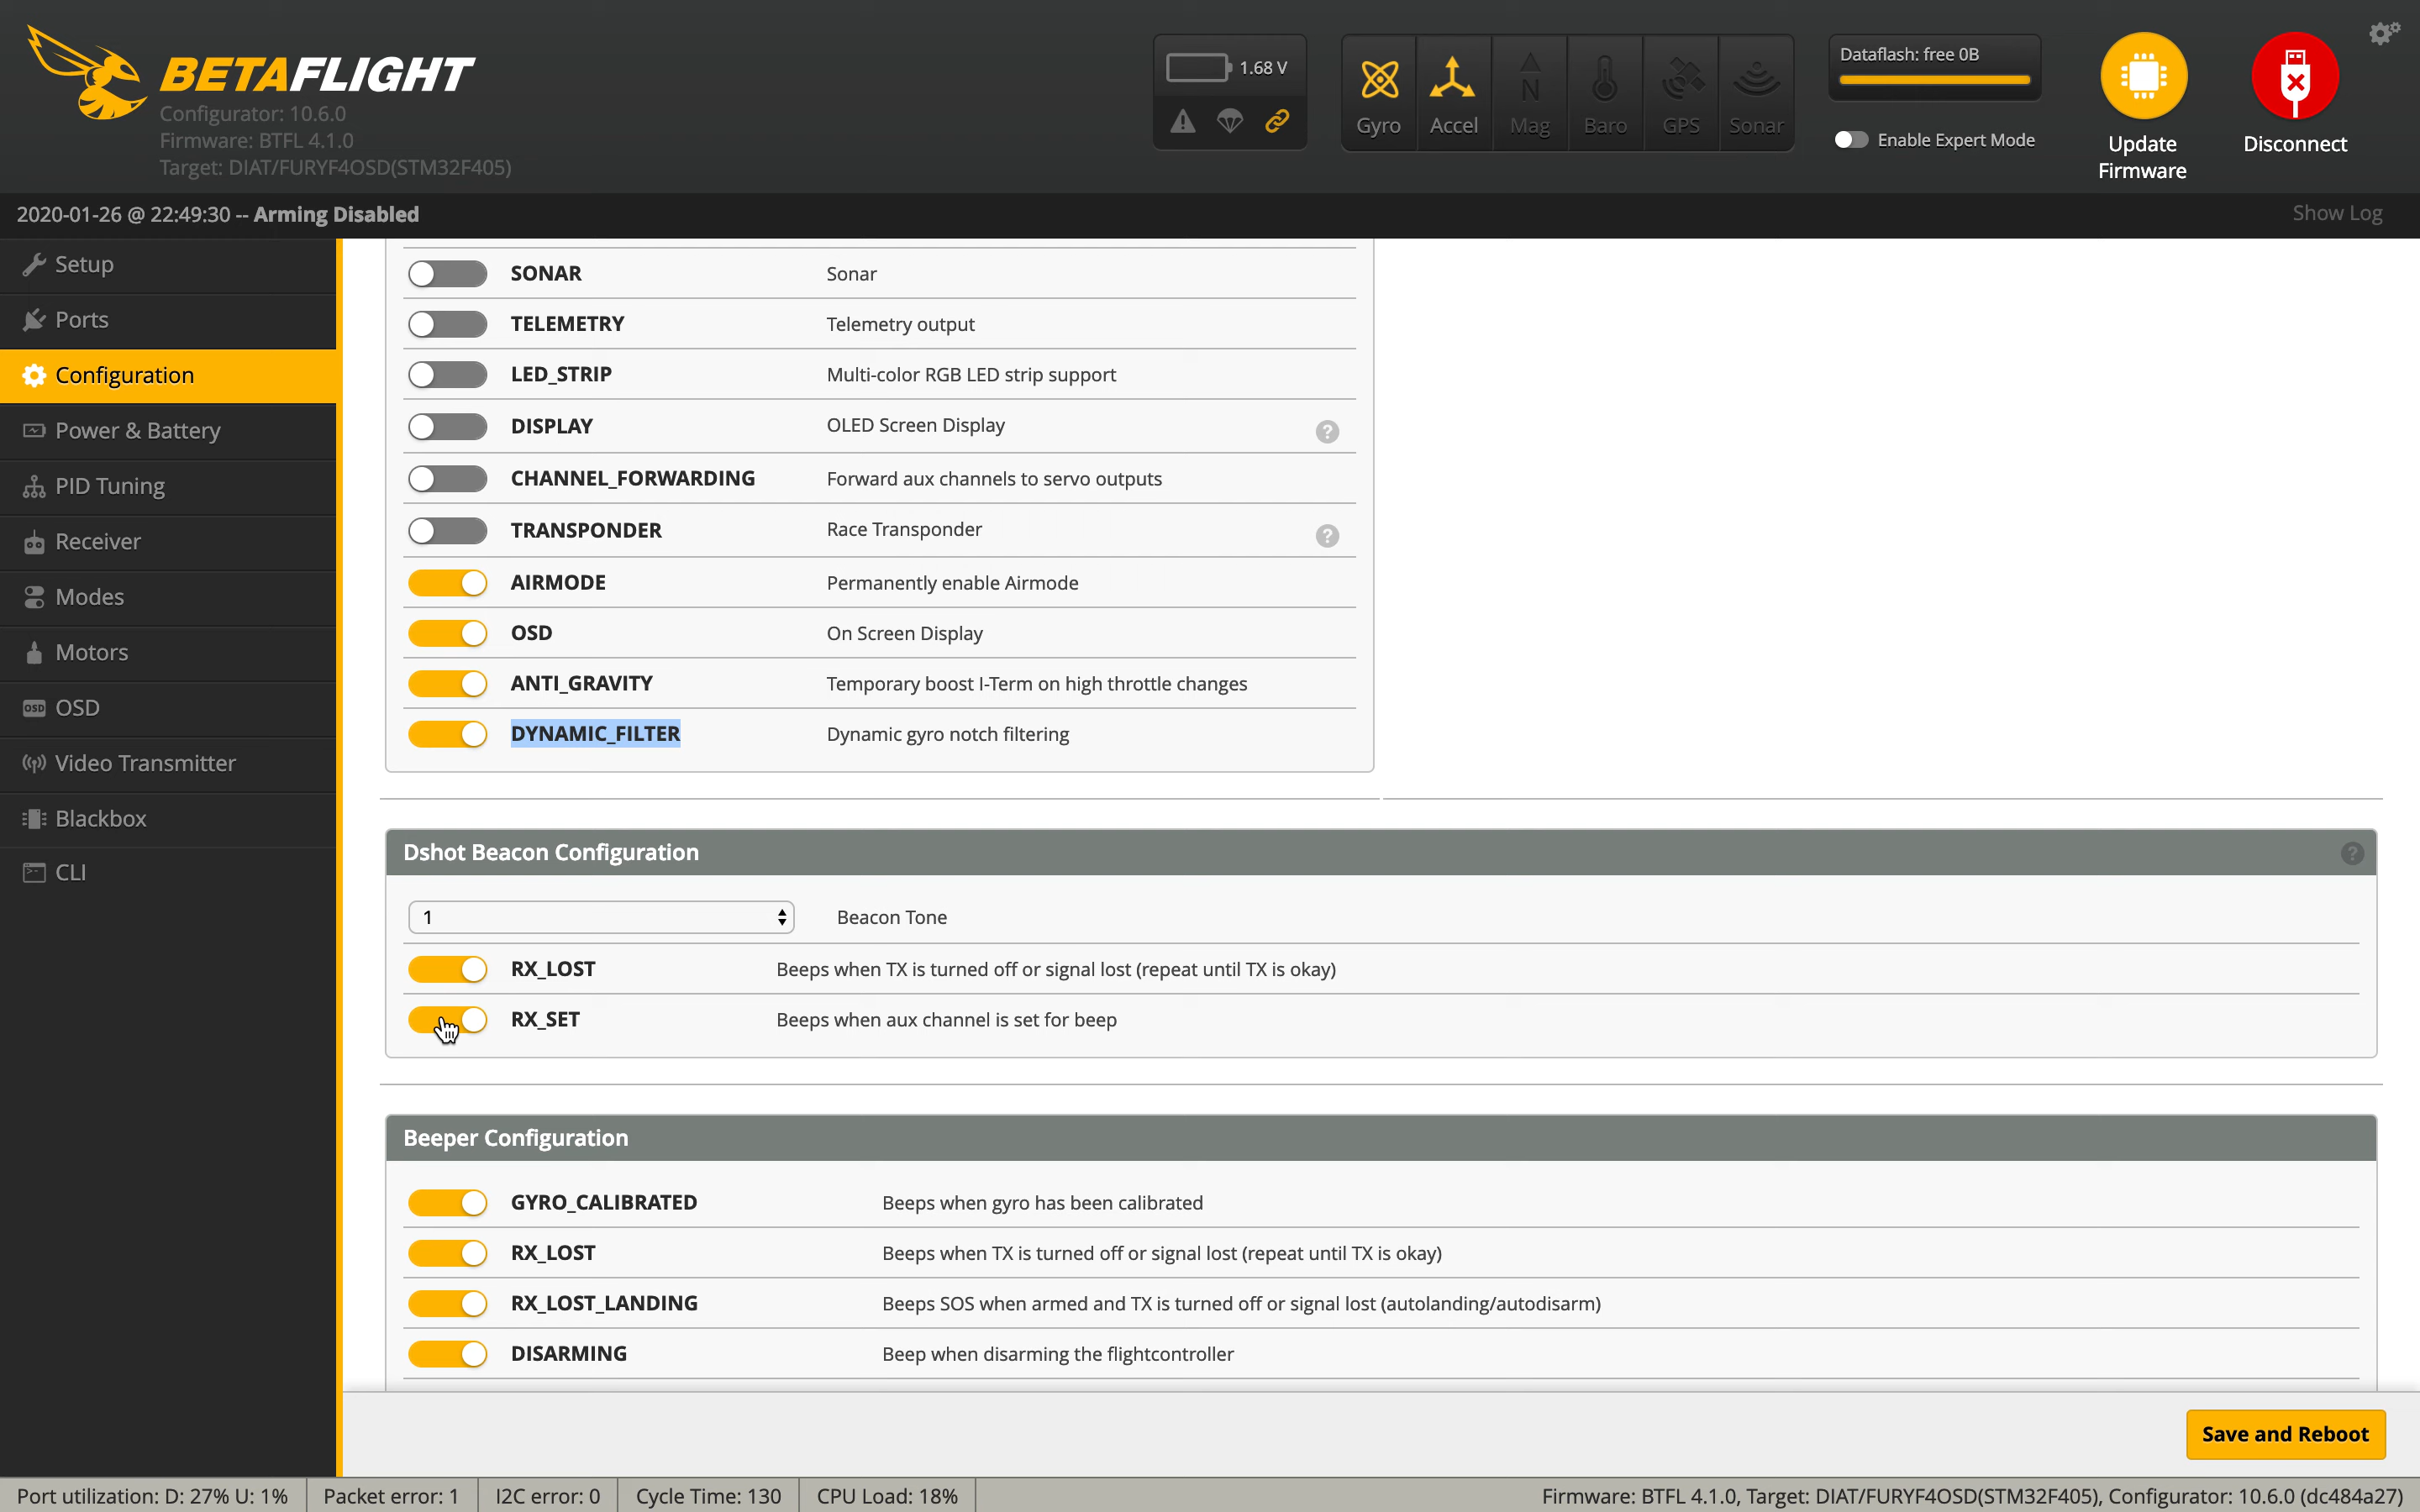 BETAFLIGHT
Configurator: 10.6.0
Firmware: BTFL 4.1.0
Target: DIAT/FURYF4OSD(STM32F405)
1.68 V
Gyro
Accel
N
Mag
Baro
GPS
Sonar
Dataflash: free 0B
Enable Expert Mode
Update
Firmware
Disconnect
2020-01-26 @ 22:49:30 -- Arming Disabled
Show Log
Setup
Ports
Configuration
Power & Battery
PID Tuning
Receiver
Modes
Motors
OSD OSD
Video Transmitter
Blackbox
CLI
SONAR Sonar
TELEMETRY Telemetry output
LED_STRIP Multi-color RGB LED strip support
DISPLAY OLED Screen Display ?
CHANNEL_FORWARDING Forward aux channels to servo outputs
TRANSPONDER Race Transponder ?
AIRMODE Permanently enable Airmode
OSD On Screen Display
ANTI_GRAVITY Temporary boost I-Term on high throttle changes
DYNAMIC_FILTER Dynamic gyro notch filtering
Dshot Beacon Configuration ?
1 Beacon Tone
RX_LOST Beeps when TX is turned off or signal lost (repeat until TX is okay)
RX_SET Beeps when aux channel is set for beep
Beeper Configuration
GYRO_CALIBRATED Beeps when gyro has been calibrated
RX_LOST Beeps when TX is turned off or signal lost (repeat until TX is okay)
RX_LOST_LANDING Beeps SOS when armed and TX is turned off or signal lost (autolanding/autodisarm)
DISARMING Beep when disarming the flightcontroller
Save and Reboot
Port utilization: D: 27% U: 1% Packet error: 1 I2C error: 0 Cycle Time: 130 CPU Load: 18% Firmware: BTFL 4.1.0, Target: DIAT/FURYF4OSD(STM32F405), Configurator: 10.6.0 (dc484a27)